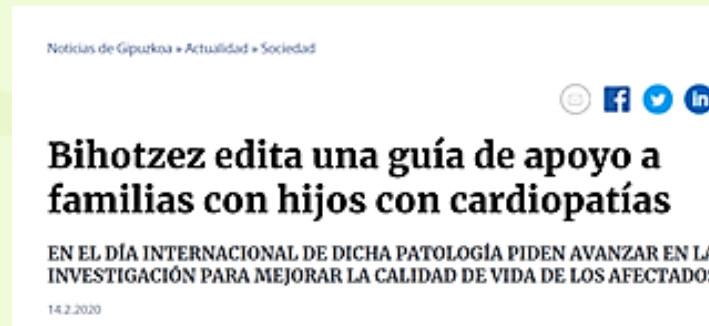 Noticias de Gipuzkoa » Actualidad » Sociedad
in
Bihotzez edita una guía de apoyo a
familias con hijos con cardiopatías
EN EL DÍA INTERNACIONAL DE DICHA PATOLOGÍA PIDEN AVANZAR EN LA
INVESTIGACIÓN PARA MEJORAR LA CALIDAD DE VIDA DE LOS AFECTADOS
14.2.2020